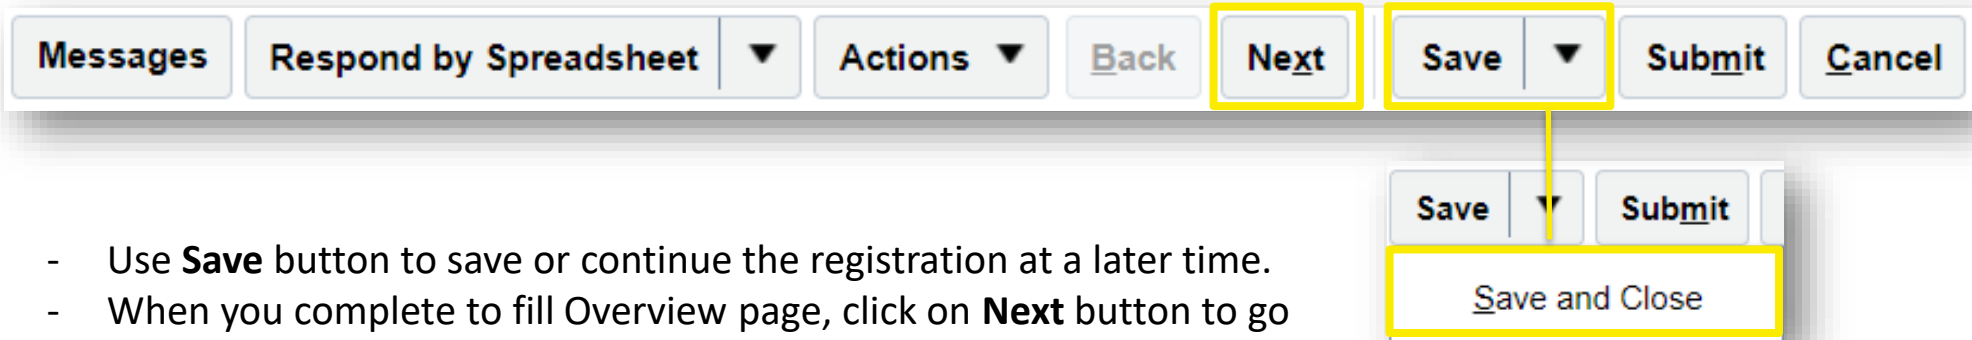 Messages Respond by Spreadsheet Actions Back Next Save Submit Cancel
Save Submit
- Use Save button to save or continue the registration at a later time.
Save and Close
- When you complete to fill Overview page, click on Next button to go